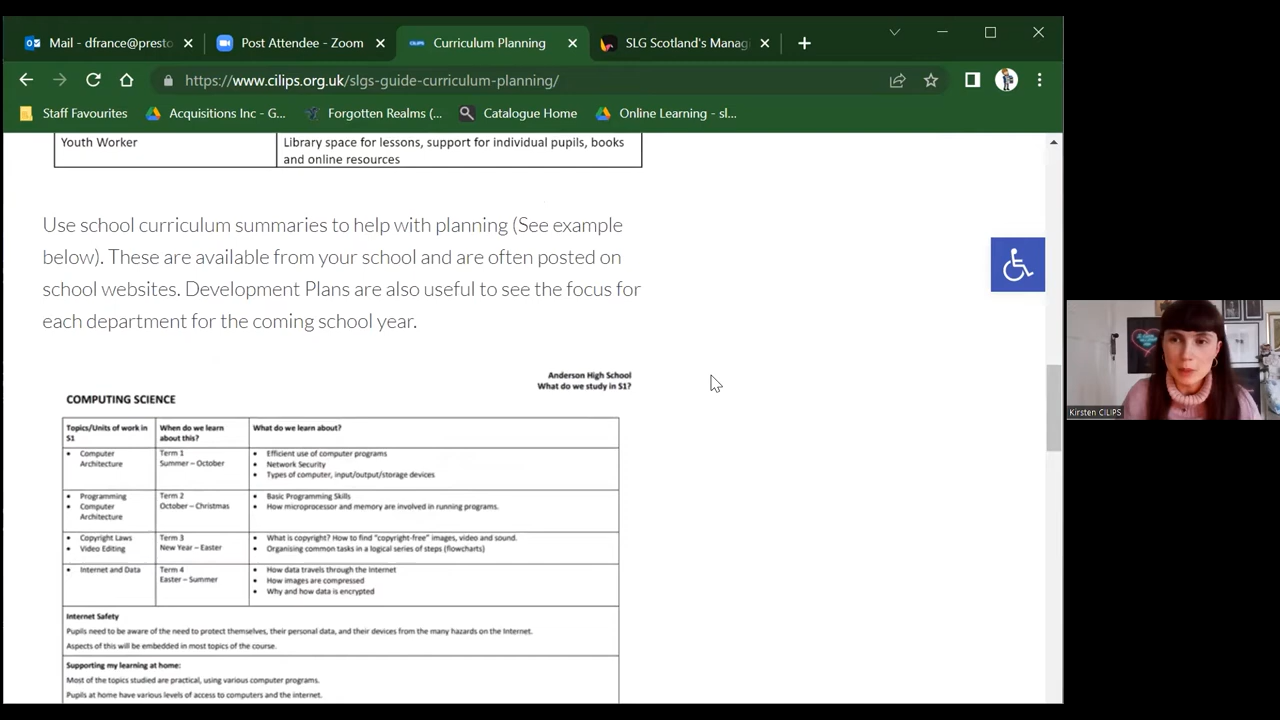 Mail - dfrance@presto
Post Attendee - Zoom
CILIPS
Curriculum Planning
SLG Scotland's Manag
https://www.cilips.org.uk/slgs-guide-curriculum-planning/
Staff Favourites
Acquisitions Inc - G...
Forgotten Realms (...
Catalogue Home
Online Learning - sl...
Youth Worker
Library space for lessons, support for individual pupils, books
and online resources
Use school curriculum summaries to help with planning (See example
below). These are available from your school and are often posted on
school websites. Development Plans are also useful to see the focus for
each department for the coming school year.
Anderson High School
What do we study in S1?
COMPUTING SCIENCE
Topics/Units of work in
S1
When do we learn
about this?
What do we learn about?
• Computer
Architecture
Term 1
Summer – October
• Efficient use of computer programs
• Network Security
• Types of computer, input/output/storage devices
• Programming
• Computer
Architecture
Term 2
October – Christmas
• Basic Programming Skills
• How microprocessor and memory are involved in running programs.
• Copyright Laws
• Video Editing
Term 3
New Year – Easter
• What is copyright? How to find "copyright-free" images, video and sound.
• Organising common tasks in a logical series of steps (flowcharts)
• Internet and Data
Term 4
Easter – Summer
• How data travels through the Internet
• How images are compressed
• Why and how data is encrypted
Internet Safety
Pupils need to be aware of the need to protect themselves, their personal data, and their devices from the many hazards on the Internet.
Aspects of this will be embedded in most topics of the course.
Supporting my learning at home:
Most of the topics studied are practical, using various computer programs.
Pupils at home have various levels of access to computers and the internet.
Kirsten CILIPS